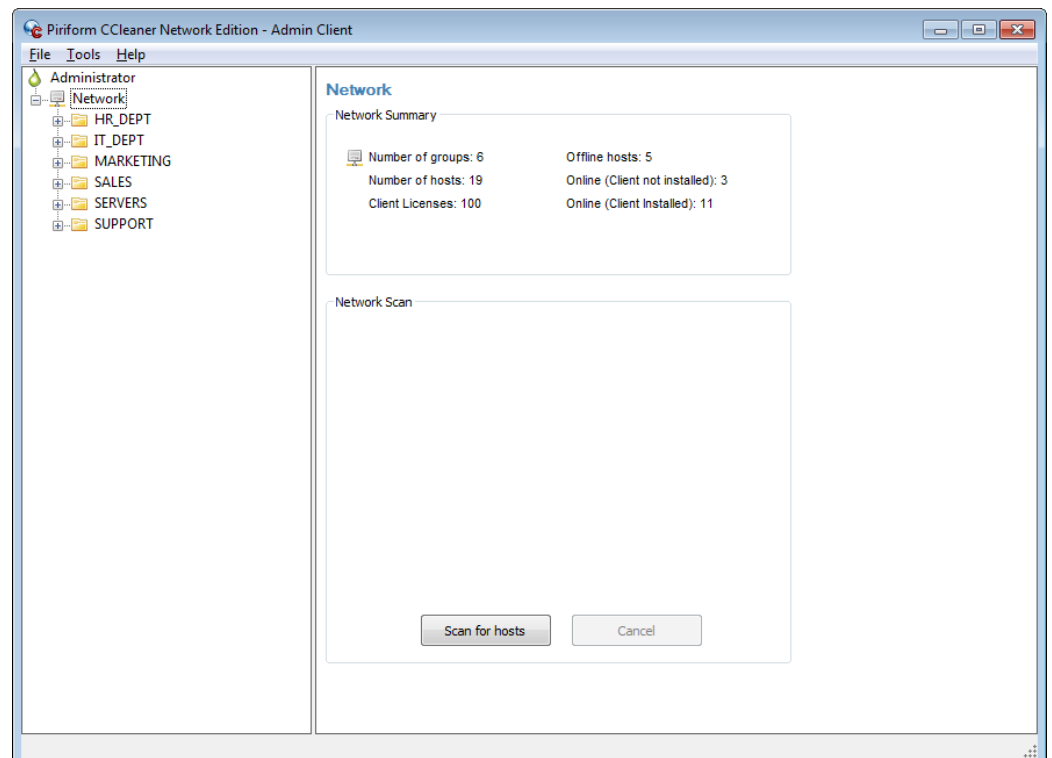 Piriform CCleaner Network Edition - Admin Client
File Tools Help
Administrator
Network
HR_DEPT
IT_DEPT
MARKETING
SALES
SERVERS
SUPPORT
Network
Network Summary
Number of groups: 6 Offline hosts: 5
Number of hosts: 19 Online (Client not installed): 3
Client Licenses: 100 Online (Client Installed): 11
Network Scan
Scan for hosts Cancel